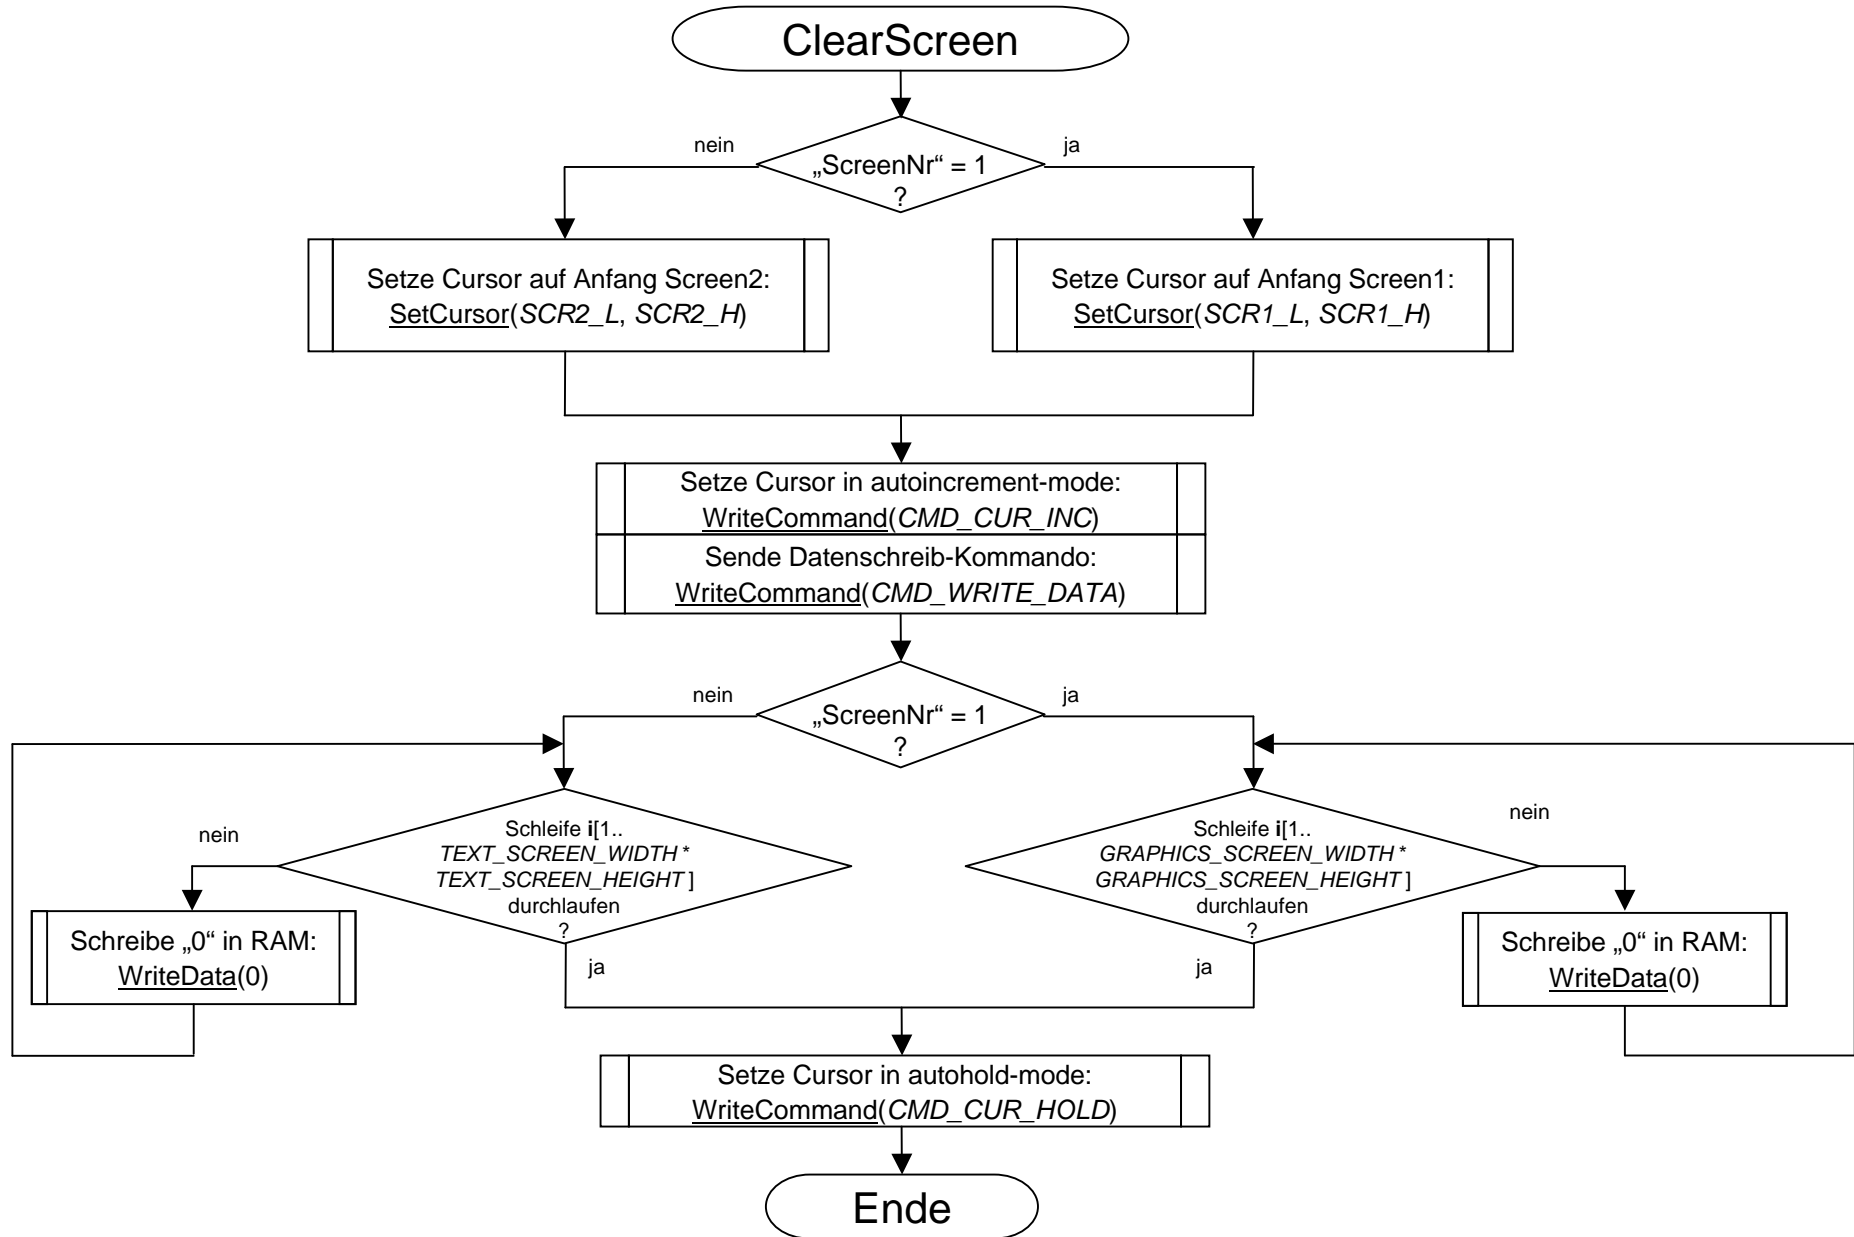 ClearScreen
nein
ja
„ScreenNr“ = 1
?
Setze Cursor auf Anfang Screen2:
SetCursor(SCR2_L, SCR2_H)
Setze Cursor auf Anfang Screen1:
SetCursor(SCR1_L, SCR1_H)
Setze Cursor in autoincrement-mode:
WriteCommand(CMD_CUR_INC)
Sende Datenschreib-Kommando:
WriteCommand(CMD_WRITE_DATA)
nein
ja
„ScreenNr“ = 1
?
nein
Schleife i[1..
TEXT_SCREEN_WIDTH *
TEXT_SCREEN_HEIGHT ]
durchlaufen
?
ja
Schreibe „0“ in RAM:
WriteData(0)
nein
Schleife i[1..
GRAPHICS_SCREEN_WIDTH *
GRAPHICS_SCREEN_HEIGHT ]
durchlaufen
?
ja
Schreibe „0“ in RAM:
WriteData(0)
Setze Cursor in autohold-mode:
WriteCommand(CMD_CUR_HOLD)
Ende